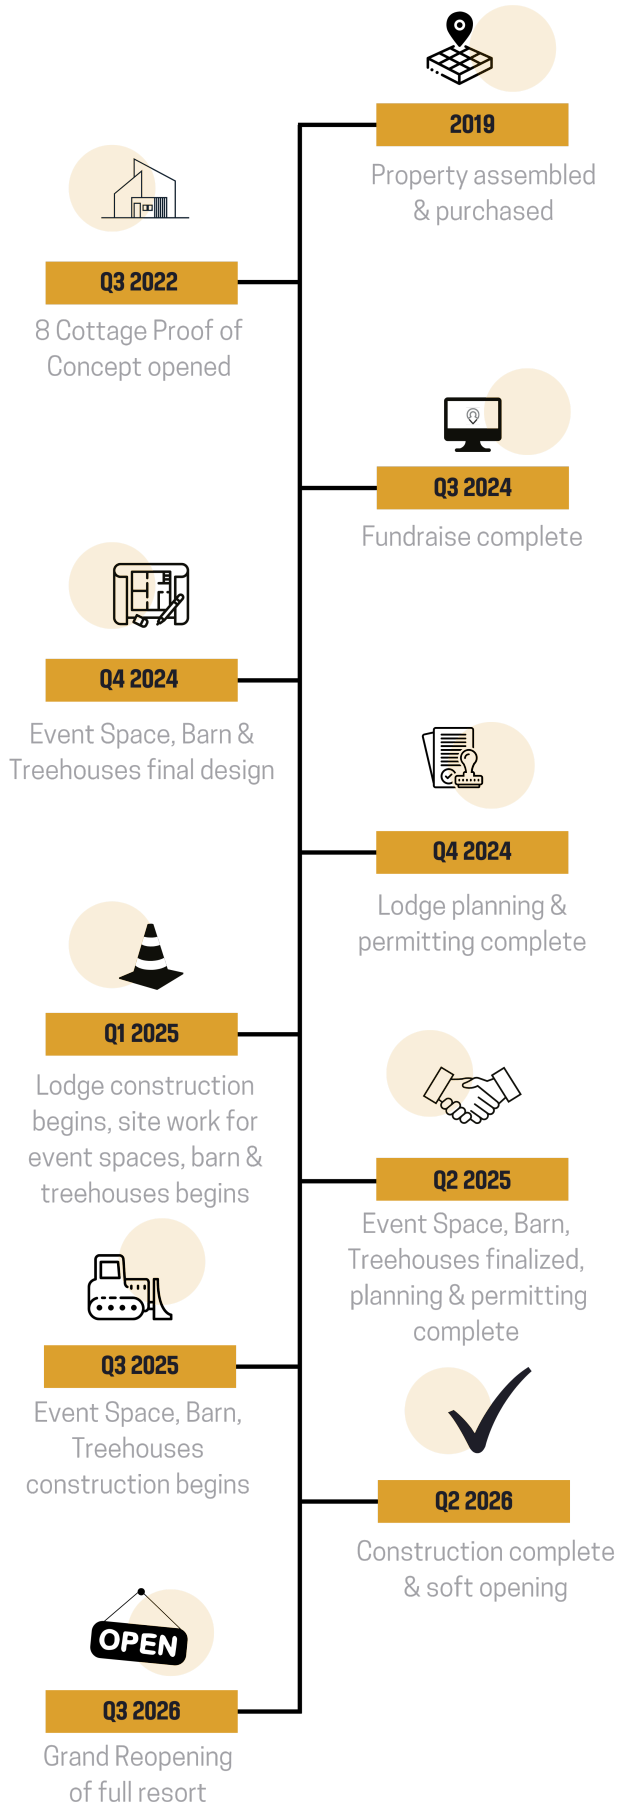 2019
Property assembled
& purchased
Q3 2022
8 Cottage Proof of
Concept opened
Q3 2024
Fundraise complete
Q4 2024
Event Space, Barn &
Treehouses final design
Q4 2024
Lodge planning &
permitting complete
Q1 2025
Lodge construction
begins, site work for
event spaces, barn &
treehouses begins
Q2 2025
Event Space, Barn,
Treehouses finalized,
planning & permitting
complete
Q3 2025
Event Space, Barn,
Treehouses
construction begins
Q2 2026
Construction complete
& soft opening
OPEN
Q3 2026
Grand Reopening
of full resort